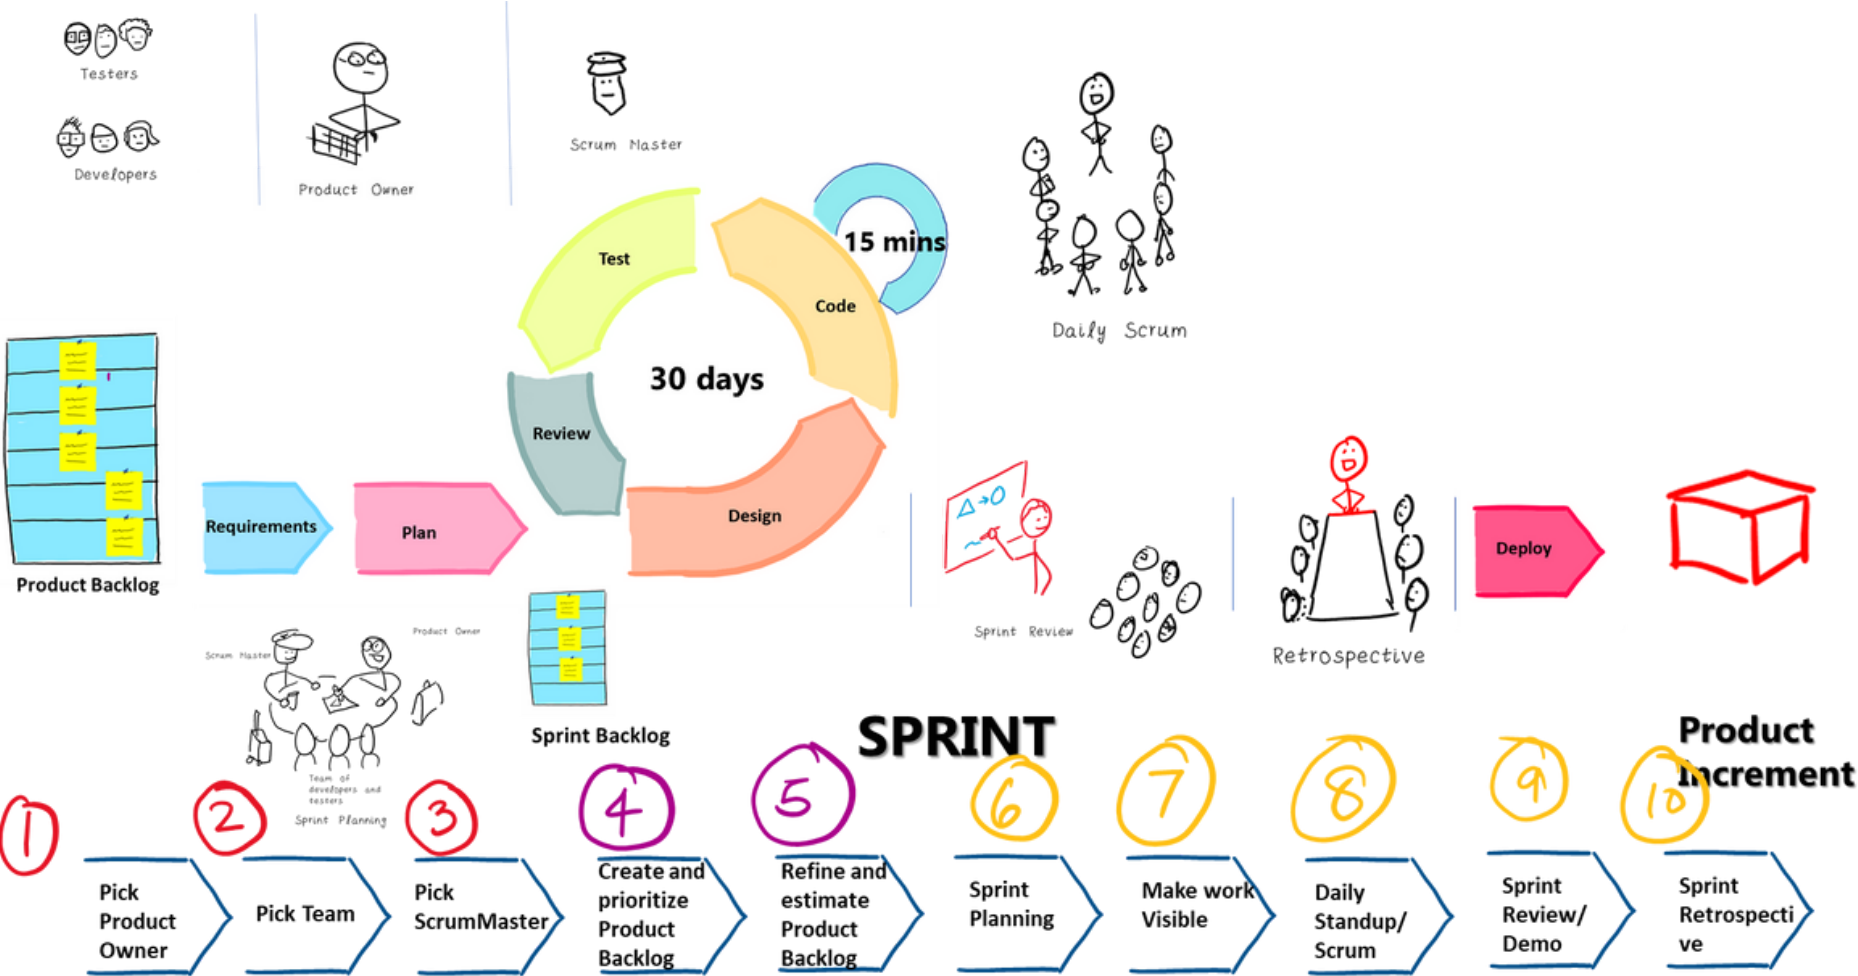 Testers
Developers
Product Owner
Scrum Master
Test
Code
15 mins
30 days
Review
Design
Daily Scrum
Product Backlog
Requirements
Plan
Sprint Review
Retrospective
Deploy
Scrum Master
Product Owner
Team of
developers and
testers
Sprint Planning
Sprint Backlog
SPRINT
Product
Increment
1
Pick
Product
Owner
2
Pick Team
3
Pick
ScrumMaster
4
Create and
prioritize
Product
Backlog
5
Refine and
estimate
Product
Backlog
6
Sprint
Planning
7
Make work
Visible
8
Daily
Standup/
Scrum
9
Sprint
Review/
Demo
10
Sprint
Retrospecti
ve